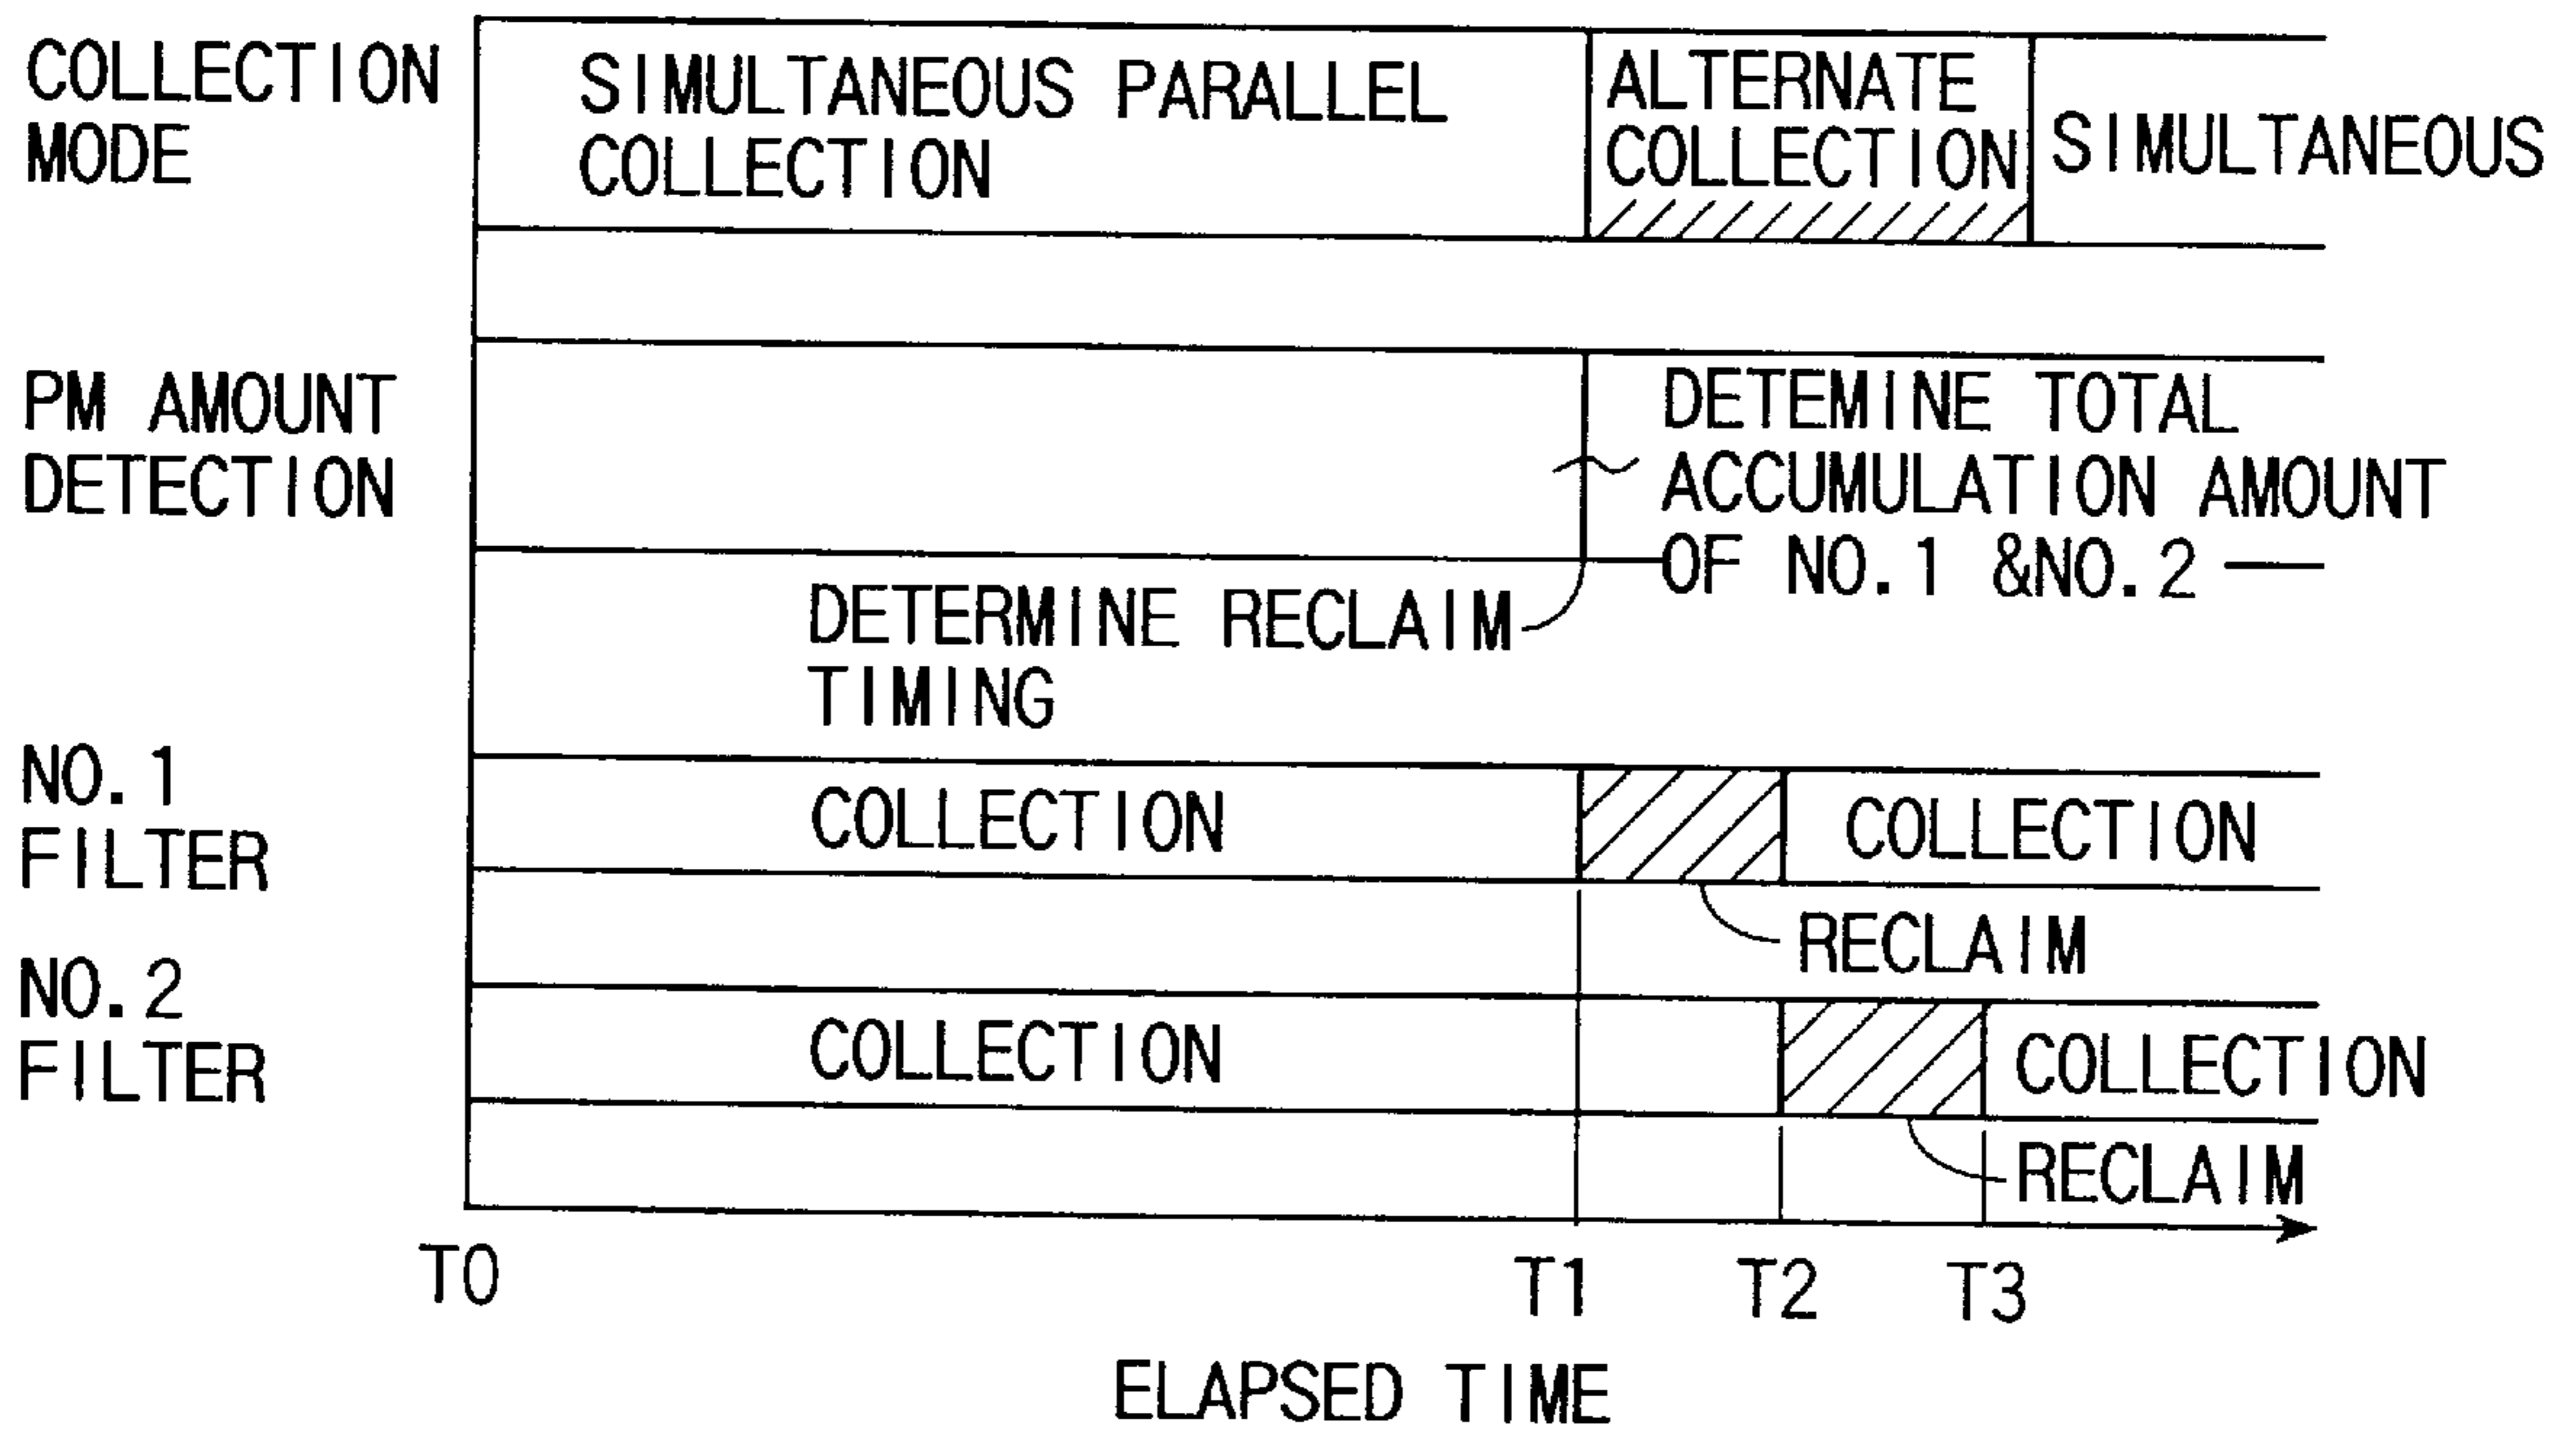 COLLECTION
MODE
SIMULTANEOUS PARALLEL
COLLECTION
ALTERNATE
COLLECTION
SIMULTANEOUS
PM AMOUNT
DETECTION
DETEMINE TOTAL
ACCUMULATION AMOUNT
OF NO.1 &NO.2
DETERMINE RECLAIM
TIMING
NO.1
FILTER
COLLECTION
COLLECTION
RECLAIM
NO.2
FILTER
COLLECTION
COLLECTION
RECLAIM
T0
T1
T2
T3
ELAPSED TIME